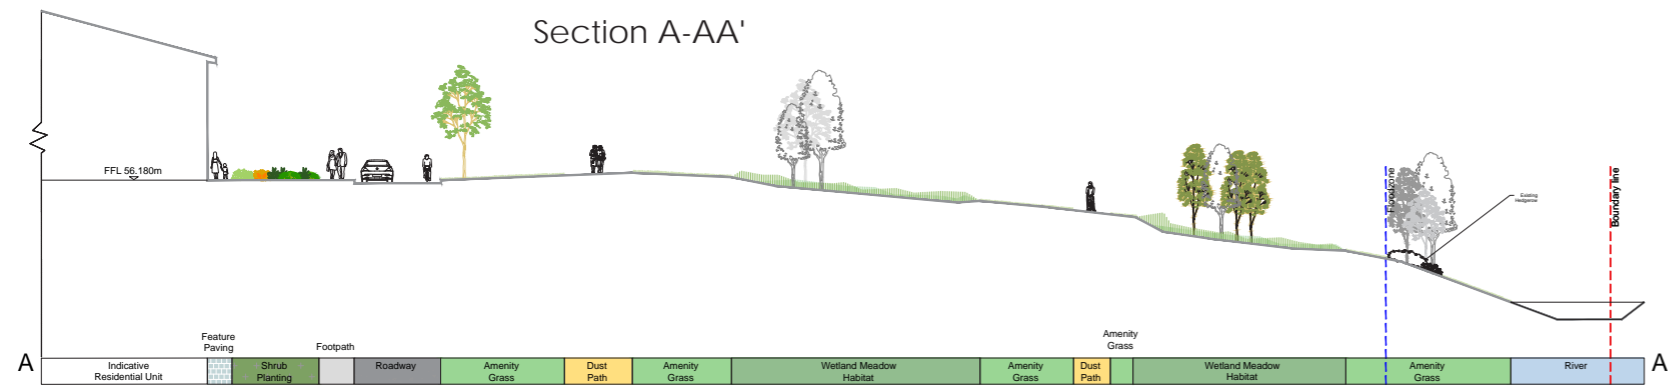 Section A-AA'
FFL 56.180m
Floodzone
Existing
Hedgerow
Boundary line
A
Indicative
Residential Unit
Feature
Paving
Shrub
Planting
Footpath
Roadway
Amenity
Grass
Dust
Path
Amenity
Grass
Wetland Meadow
Habitat
Amenity
Grass
Dust
Path
Amenity
Grass
Wetland Meadow
Habitat
Amenity
Grass
River
A